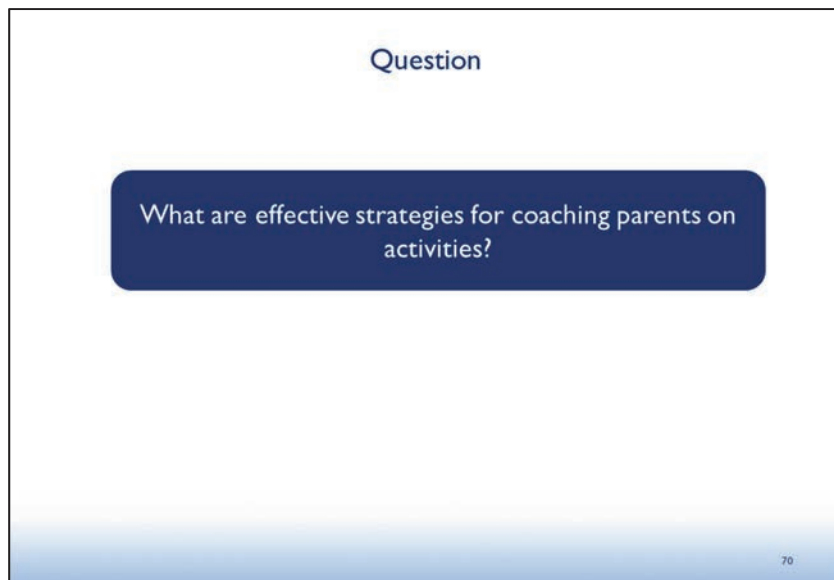 Question
What are effective strategies for coaching parents on
activities?
70